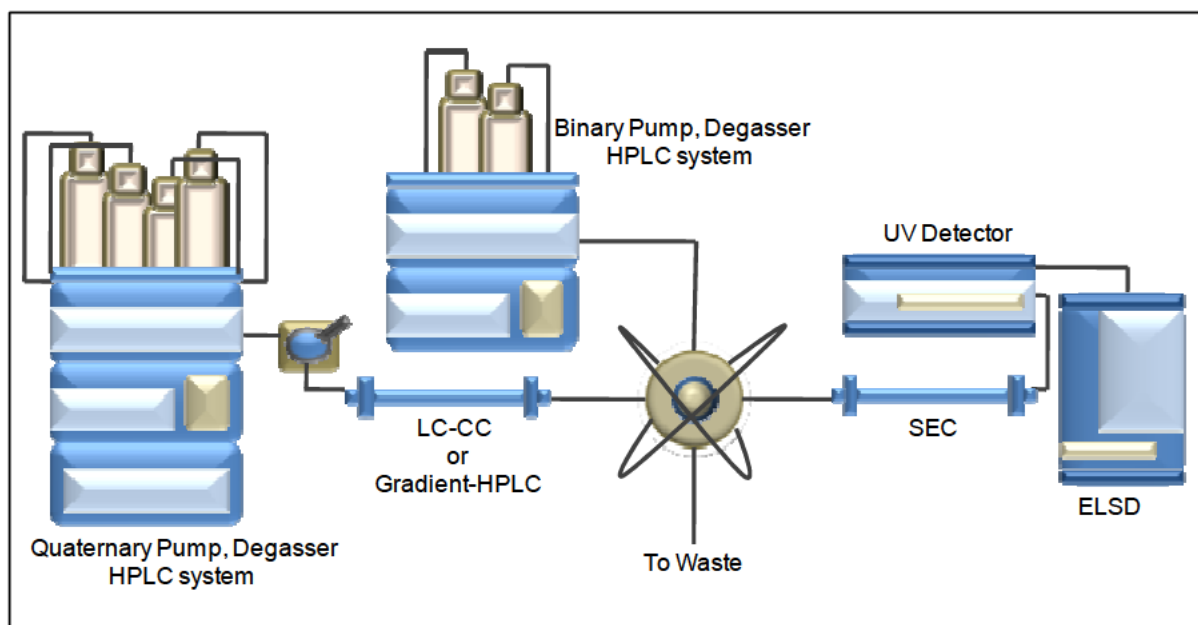 Binary Pump, Degasser
HPLC system
UV Detector
LC-CC
or
Gradient-HPLC
SEC
ELSD
Quaternary Pump, Degasser
HPLC system
To Waste